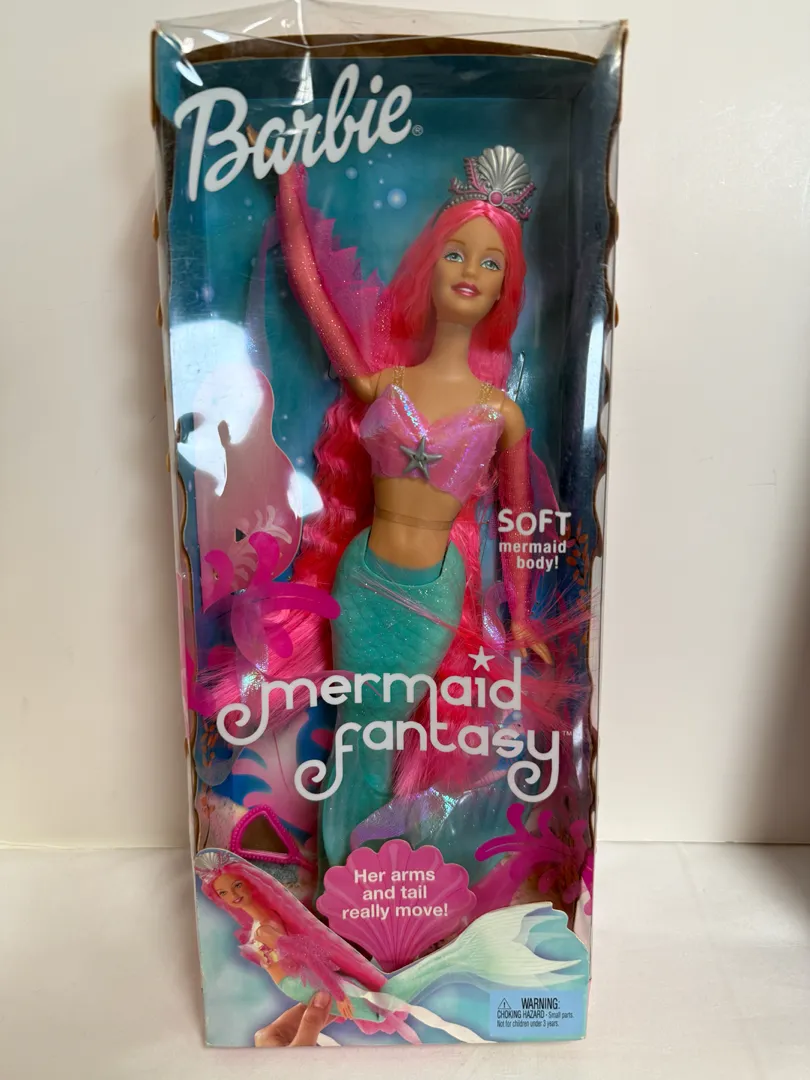 Barbie®
SOFT
mermaid
body!
mermaid
fantasy™
Her arms
and tail
really move!
⚠ WARNING:
CHOKING HAZARD - Small parts.
Not for children under 3 years.